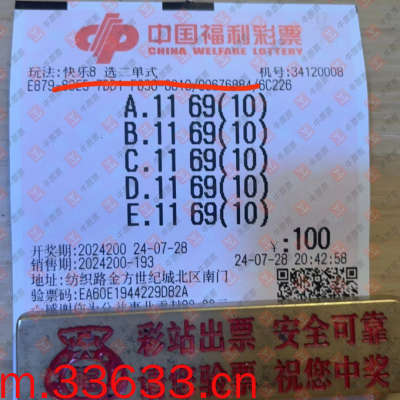 中国福利彩票
CHINA WELFARE LOTTERY
玩法:快乐8 选二单式 机号:34120008
A.11 69(10)
B.11 69(10)
C.11 69(10)
D.11 69(10)
E.11 69(10)
开奖期:2024200 24-07-28 ¥:100
销售期:2024200-193 24-07-28 20:42:58
地址:纺织路金方世纪城北区南门
验票码:EA60E1944229DB2A
彩站出票 安全可靠
验票 祝您中奖
m.33633.cn